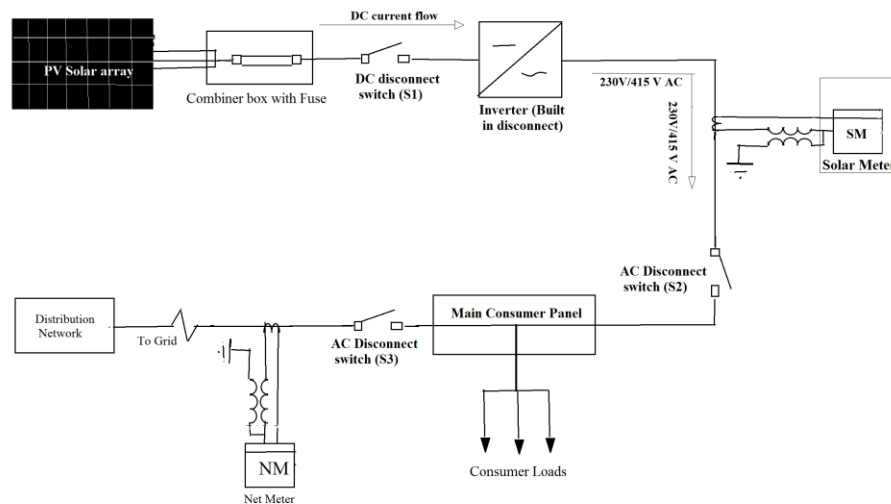 DC current flow
PV Solar array
Combiner box with Fuse
DC disconnect
switch (S1)
Inverter (Built
in disconnect)
230V/415 V AC
230V/415 V AC
SM
Solar Meter
AC Disconnect
switch (S2)
Distribution
Network
To Grid
AC Disconnect
switch (S3)
Main Consumer Panel
NM
Net Meter
Consumer Loads